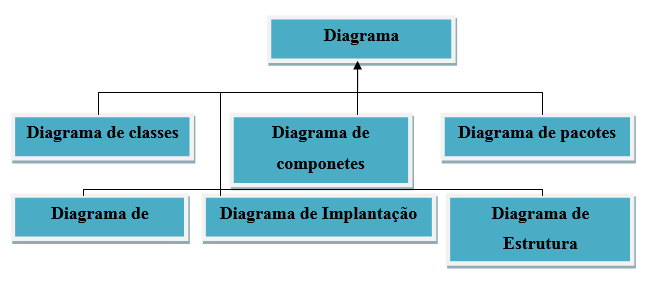 Diagrama
Diagrama de classes
Diagrama de
componetes
Diagrama de pacotes
Diagrama de
Diagrama de Implantação
Diagrama de
Estrutura